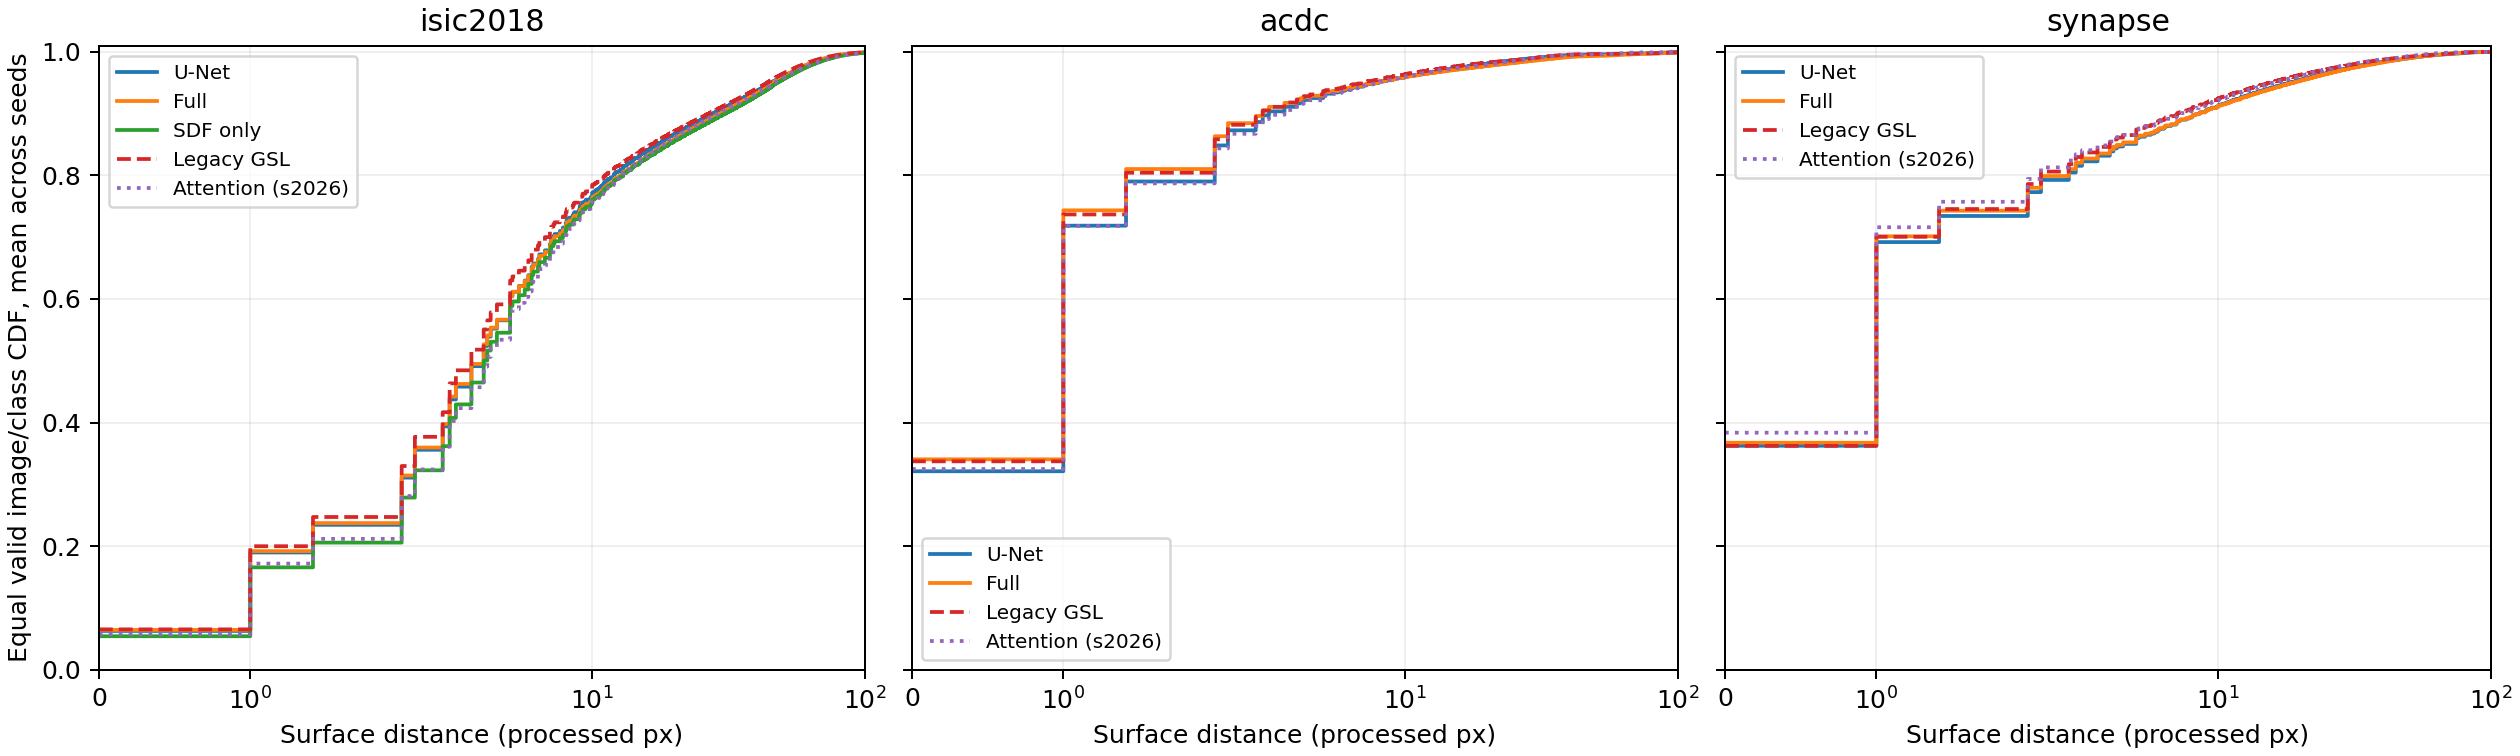 isic2018
acdc
synapse
Equal valid image/class CDF, mean across seeds
1.0
0.8
0.6
0.4
0.2
0.0
U-Net
Full
SDF only
Legacy GSL
Attention (s2026)
0
10⁰
10¹
10²
Surface distance (processed px)
U-Net
Full
Legacy GSL
Attention (s2026)
0
10⁰
10¹
10²
Surface distance (processed px)
U-Net
Full
Legacy GSL
Attention (s2026)
0
10⁰
10¹
10²
Surface distance (processed px)